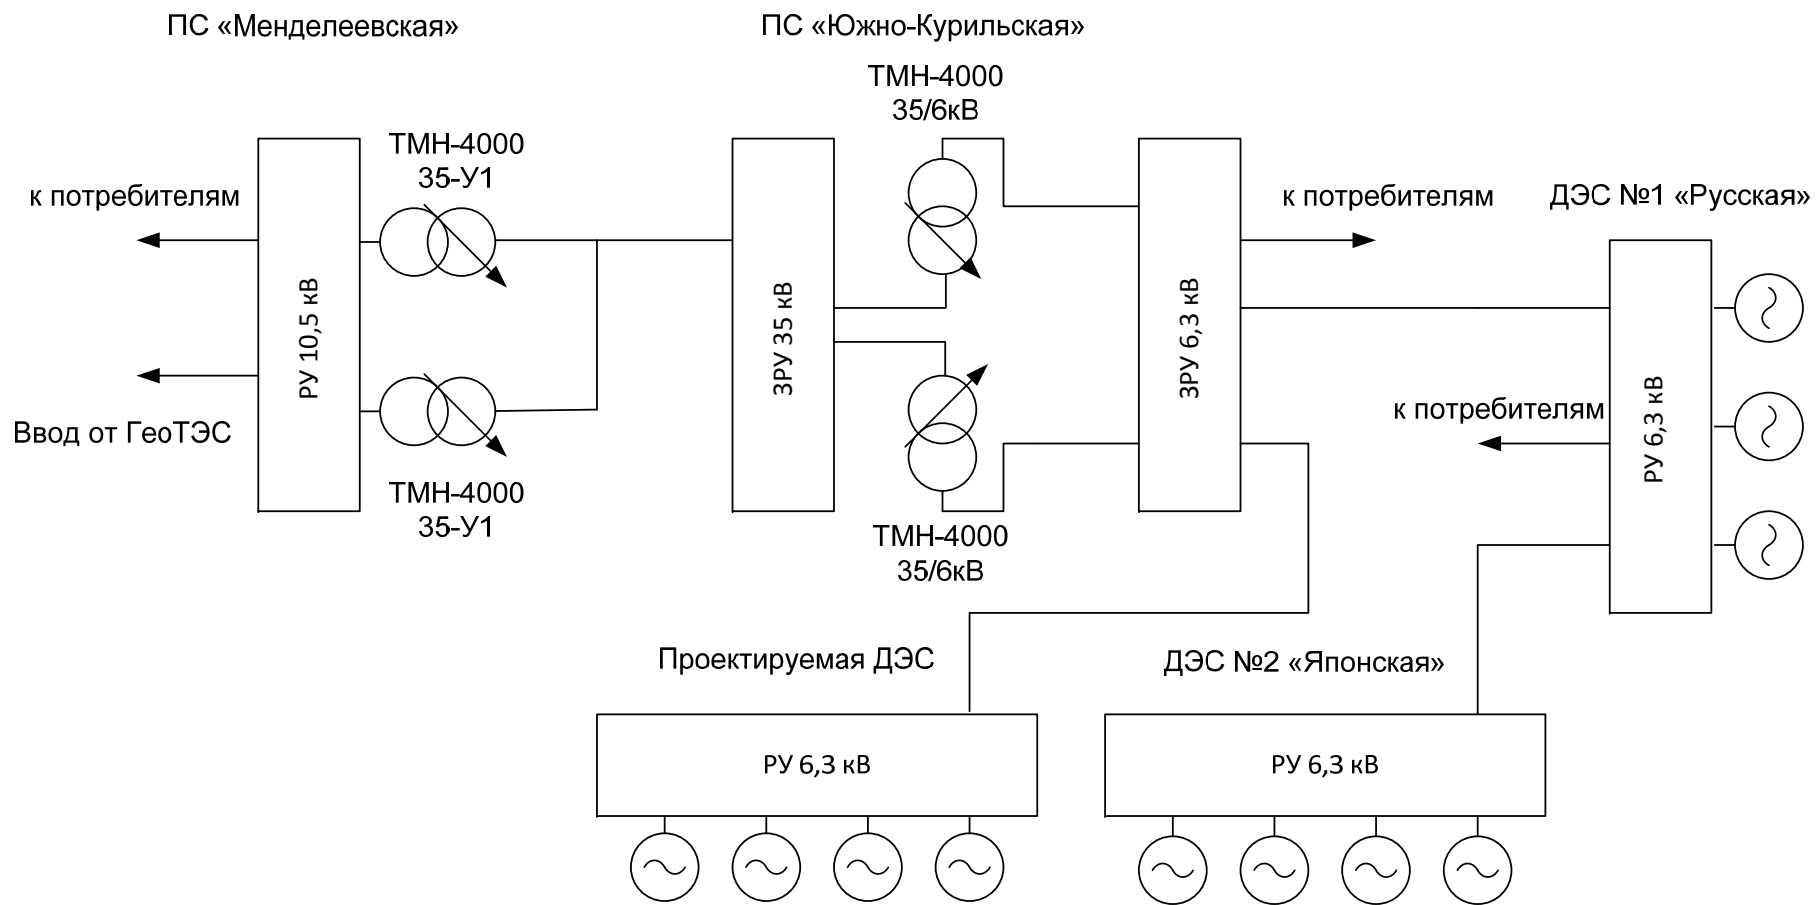 ПС «Менделеевская»
ПС «Южно-Курильская»
ТМН-4000
35/6кВ
ТМН-4000
35-У1
к потребителям
к потребителям
ДЭС №1 «Русская»
РУ 10,5 кВ
ЗРУ 35 кВ
ЗРУ 6,3 кВ
РУ 6,3 кВ
к потребителям
Ввод от ГеоТЭС
ТМН-4000
35-У1
ТМН-4000
35/6кВ
Проектируемая ДЭС
ДЭС №2 «Японская»
РУ 6,3 кВ
РУ 6,3 кВ